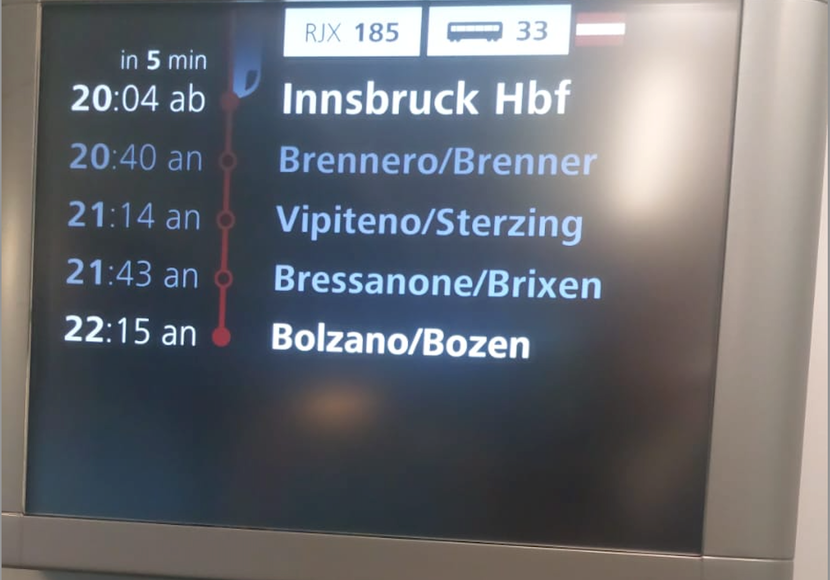 RJX 185 33
in 5 min
20:04 ab Innsbruck Hbf
20:40 an Brennero/Brenner
21:14 an Vipiteno/Sterzing
21:43 an Bressanone/Brixen
22:15 an Bolzano/Bozen